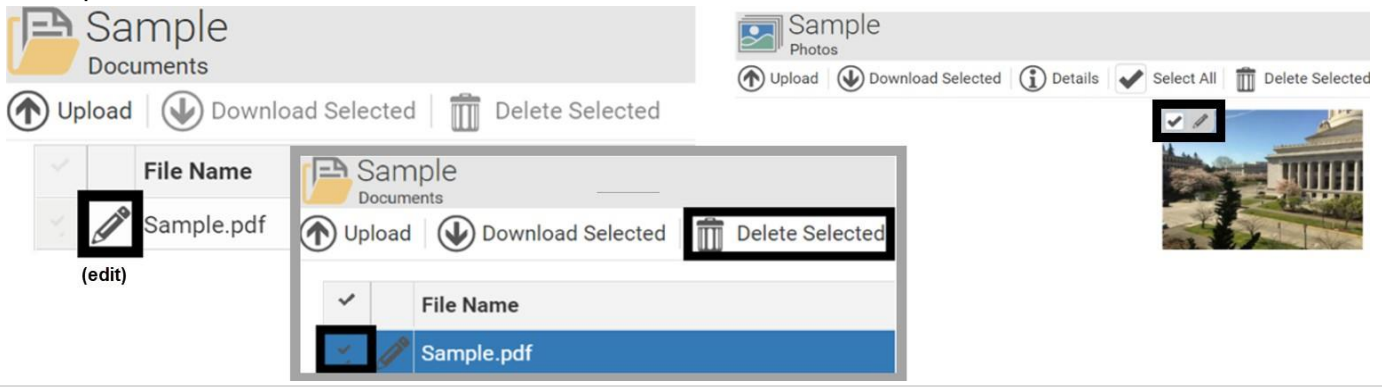 Sample
Documents
Upload Download Selected Delete Selected
File Name
Sample.pdf
(edit)
Sample
Documents
Upload Download Selected Delete Selected
File Name
Sample.pdf
Sample
Photos
Upload Download Selected Details Select All Delete Selected